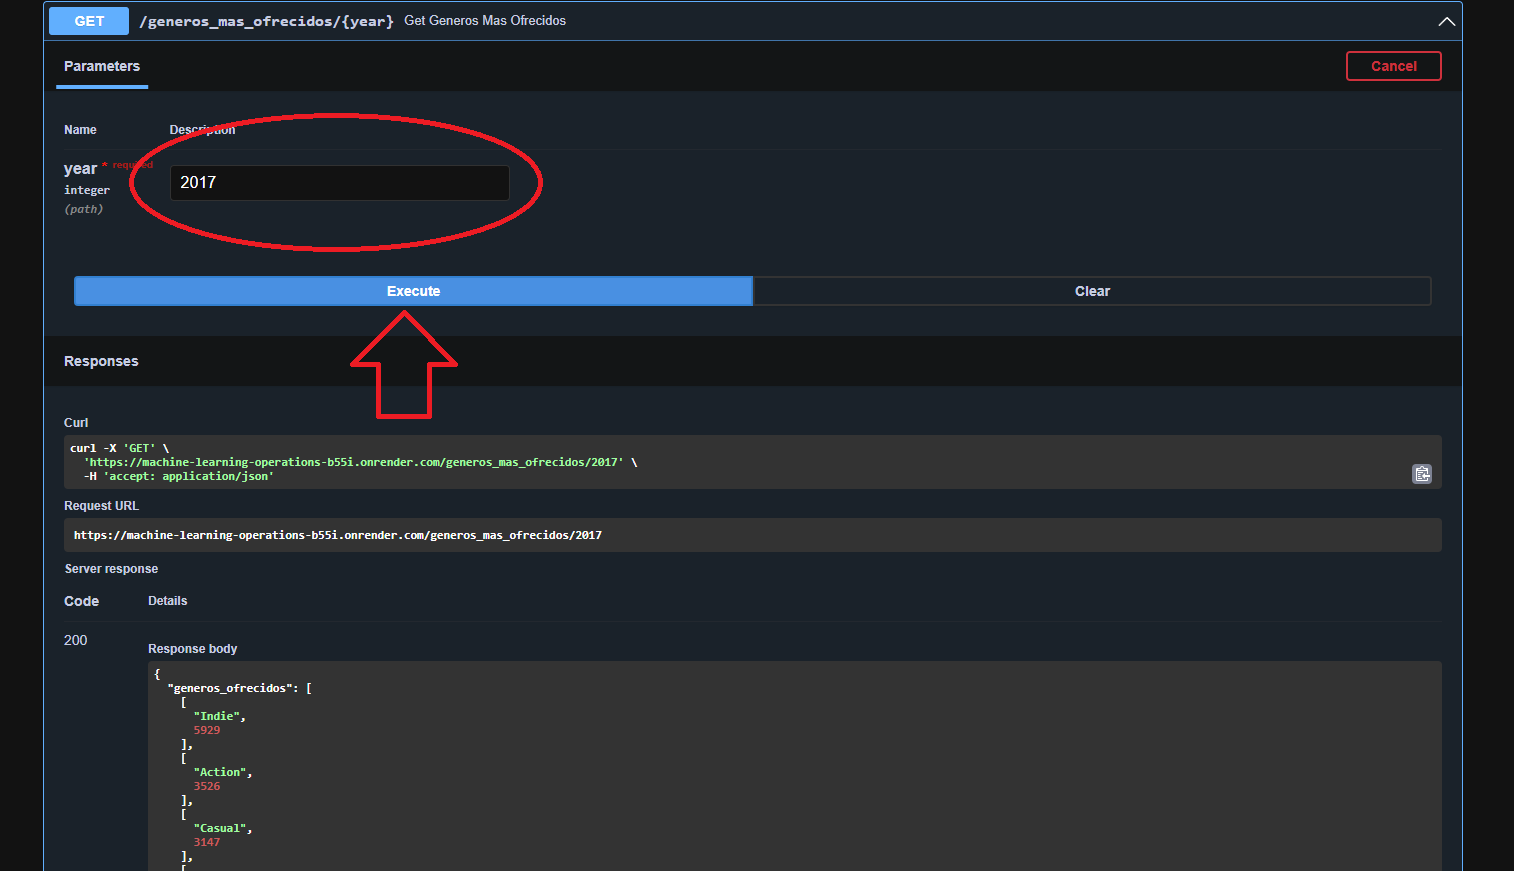 GET /generos_mas_ofrecidos/{year} Get Generos Mas Ofrecidos
Parameters Cancel
Name Description
year * required
integer
(path)
2017
Execute Clear
Responses
Curl
curl -X 'GET' \
'https://machine-learning-operations-b55i.onrender.com/generos_mas_ofrecidos/2017' \
-H 'accept: application/json'
Request URL
https://machine-learning-operations-b55i.onrender.com/generos_mas_ofrecidos/2017
Server response
Code Details
200
Response body
{
"generos_ofrecidos": [
[
"Indie",
5929
],
[
"Action",
3526
],
[
"Casual",
3147
],
[